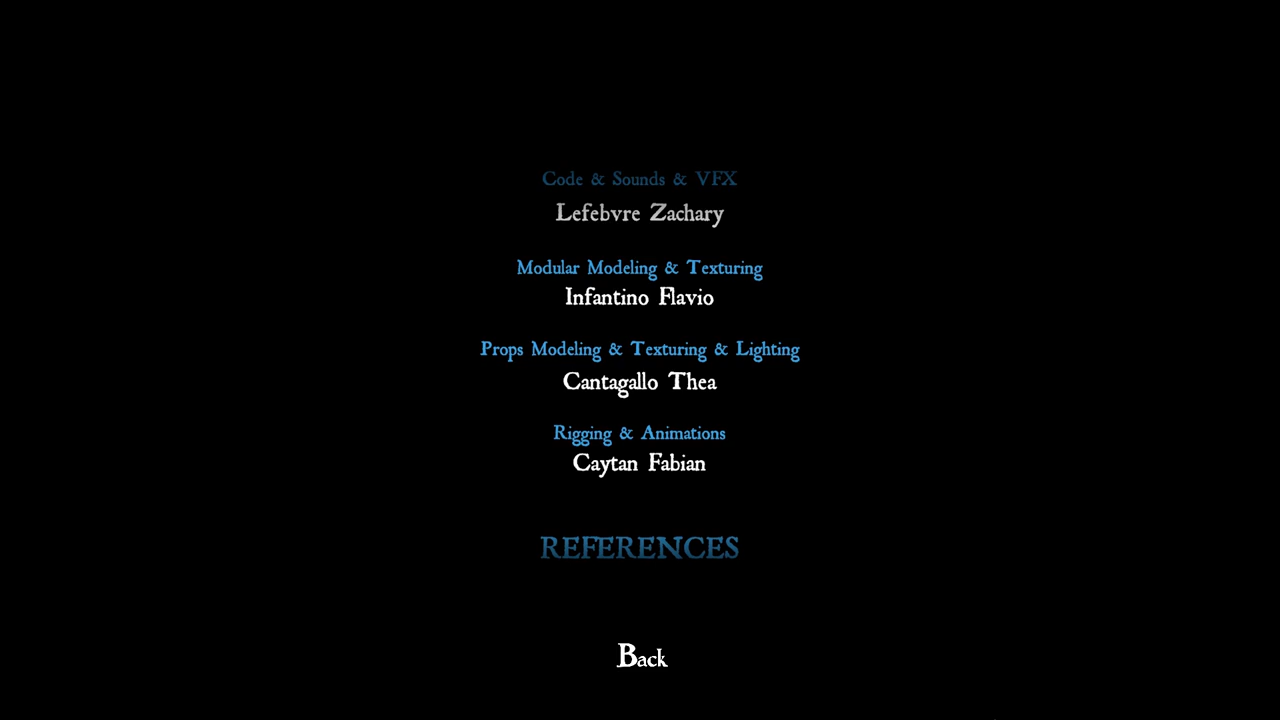 Code & Sounds & VFX
Lefebvre Zachary
Modular Modeling & Texturing
Infantino Flavio
Props Modeling & Texturing & Lighting
Cantagallo Thea
Rigging & Animations
Caytan Fabian
REFERENCES
Back